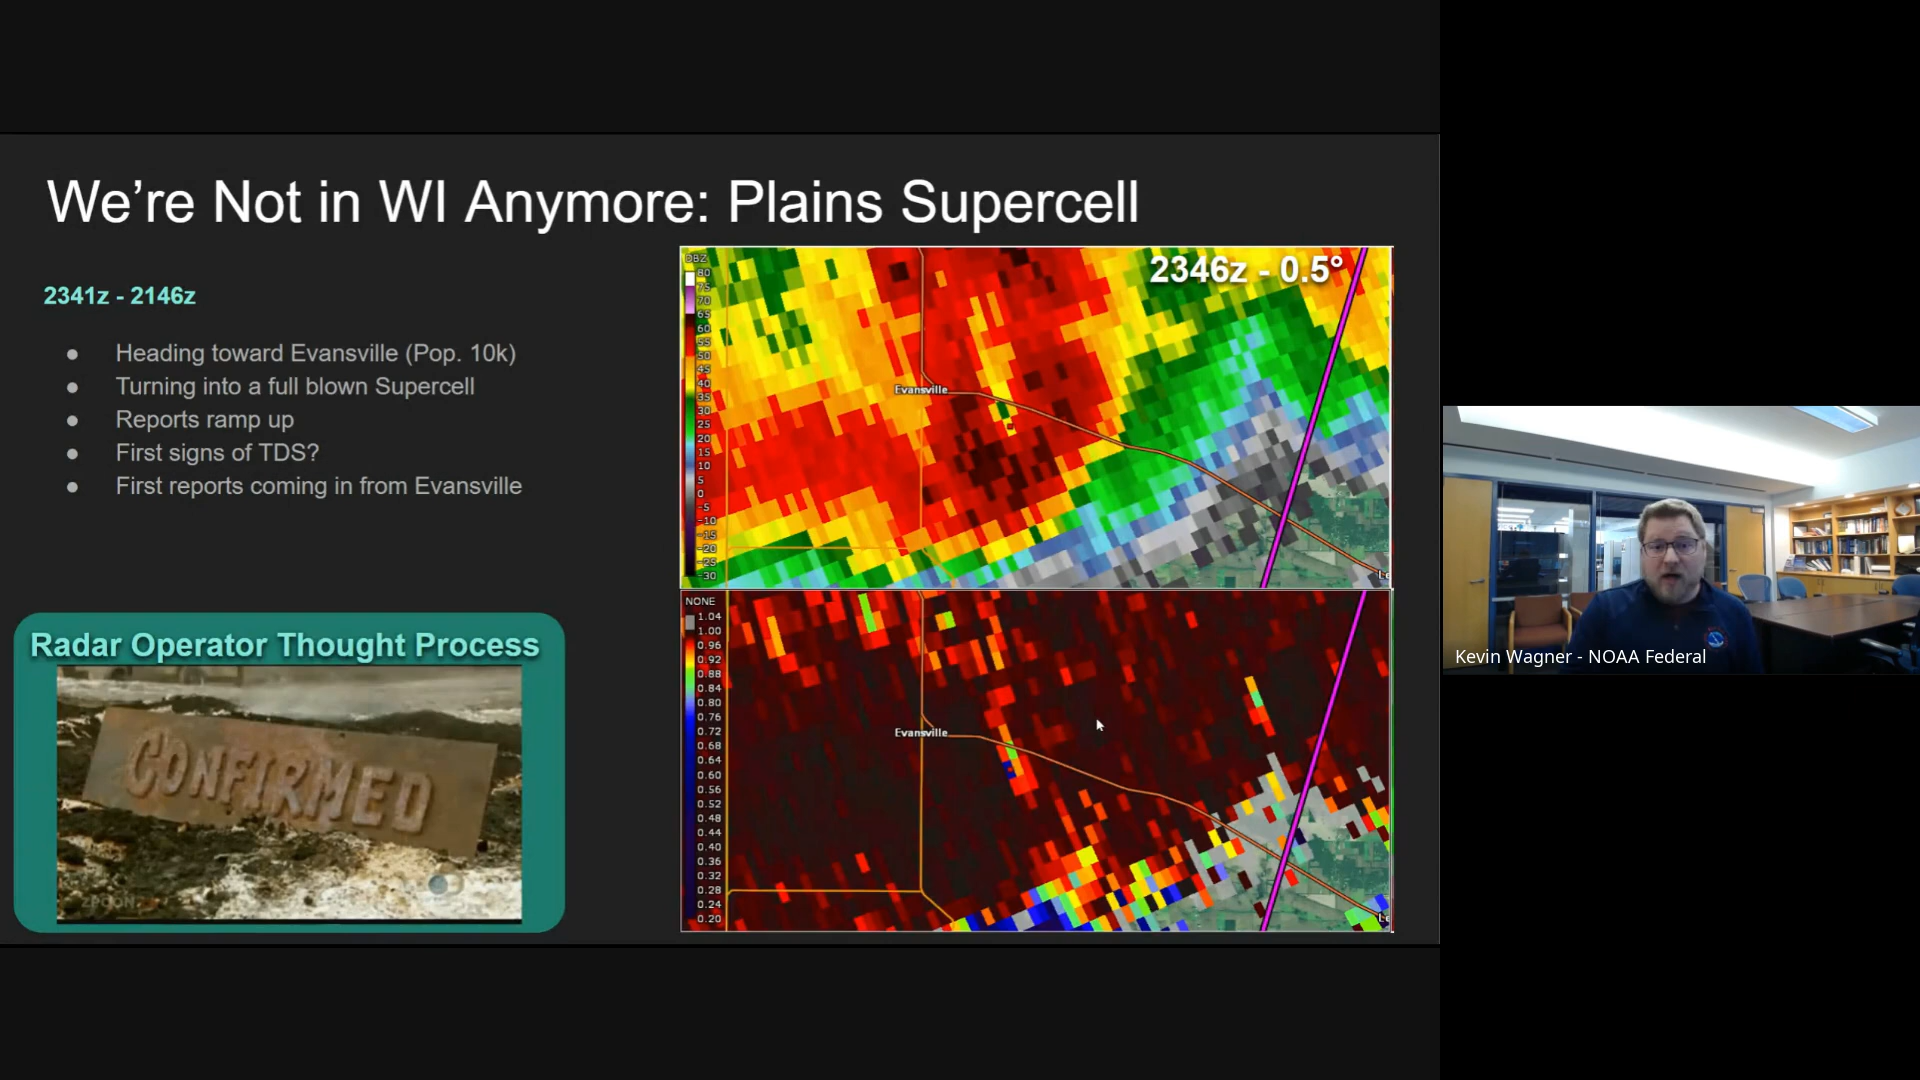 We're Not in WI Anymore: Plains Supercell
2341z - 2146z
● Heading toward Evansville (Pop. 10k)
● Turning into a full blown Supercell
● Reports ramp up
● First signs of TDS?
● First reports coming in from Evansville
Radar Operator Thought Process
CONFIRMED
DBZ
80
75
70
65
60
55
50
45
40
35
30
25
20
15
10
5
0
-5
-10
-15
-20
-25
-30
2346z - 0.5°
Evansville
Le
NONE
1.04
1.00
0.96
0.92
0.88
0.84
0.80
0.76
0.72
0.68
0.64
0.60
0.56
0.52
0.48
0.44
0.40
0.36
0.32
0.28
0.24
0.20
Evansville
Le
Kevin Wagner - NOAA Federal